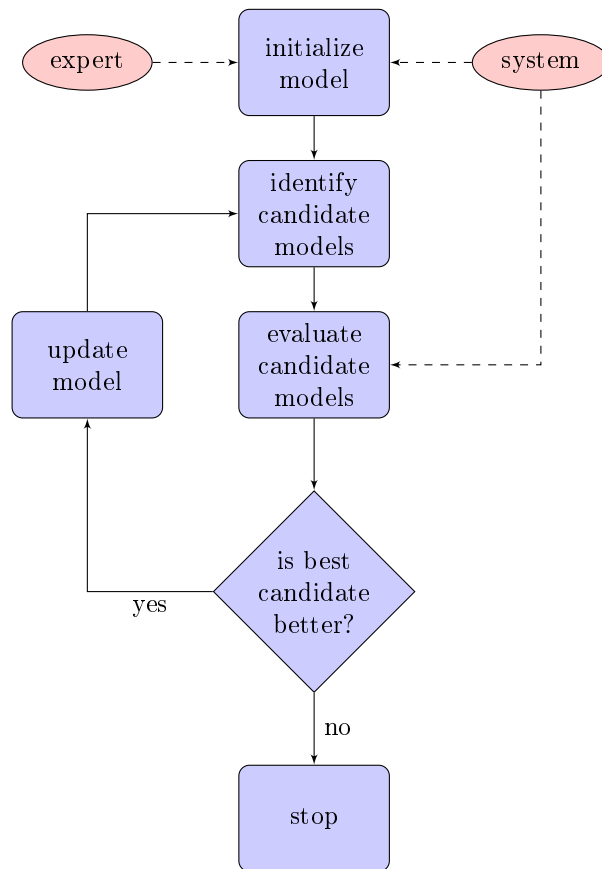 expert
initialize
model
system
identify
candidate
models
update
model
evaluate
candidate
models
is best
candidate
better?
yes
no
stop